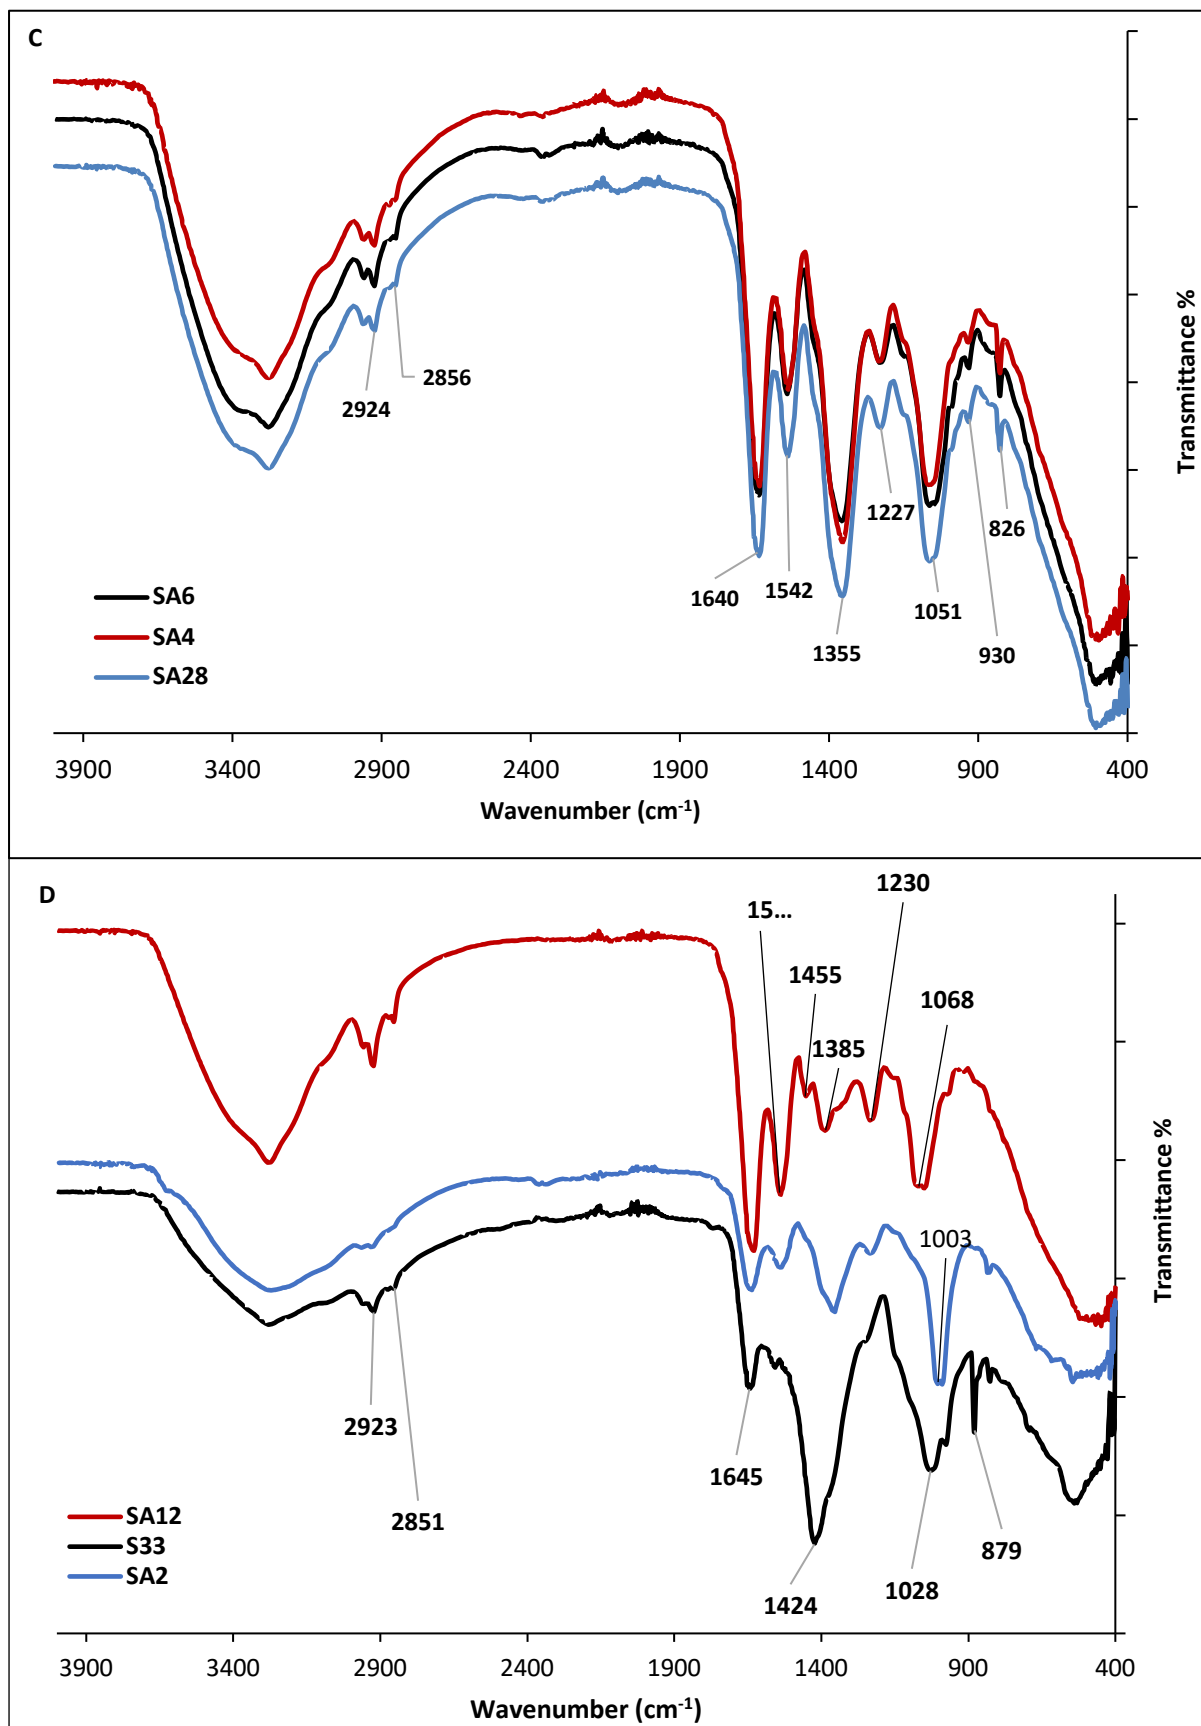 C
2924
2856
1640
1542
1355
1227
1051
930
826
SA6
SA4
SA28
Transmittance %
3900 3400 2900 2400 1900 1400 900 400
Wavenumber (cm-1)
D
15...
1455
1385
1230
1068
1003
2923
2851
1645
1424
1028
879
SA12
S33
SA2
Transmittance %
3900 3400 2900 2400 1900 1400 900 400
Wavenumber (cm-1)